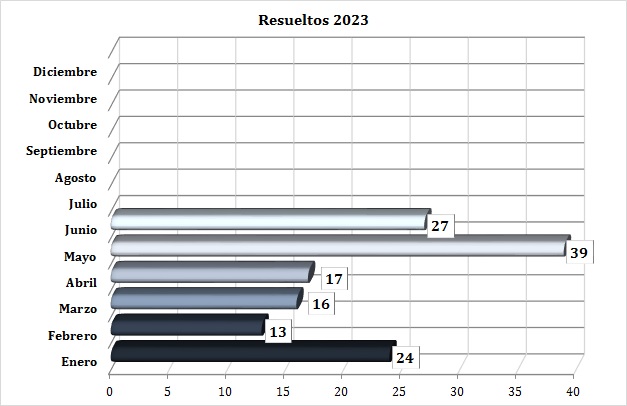 Resueltos 2023
Diciembre
Noviembre
Octubre
Septiembre
Agosto
Julio
Junio 27
Mayo 39
Abril 17
Marzo 16
Febrero 13
Enero 24
0 5 10 15 20 25 30 35 40